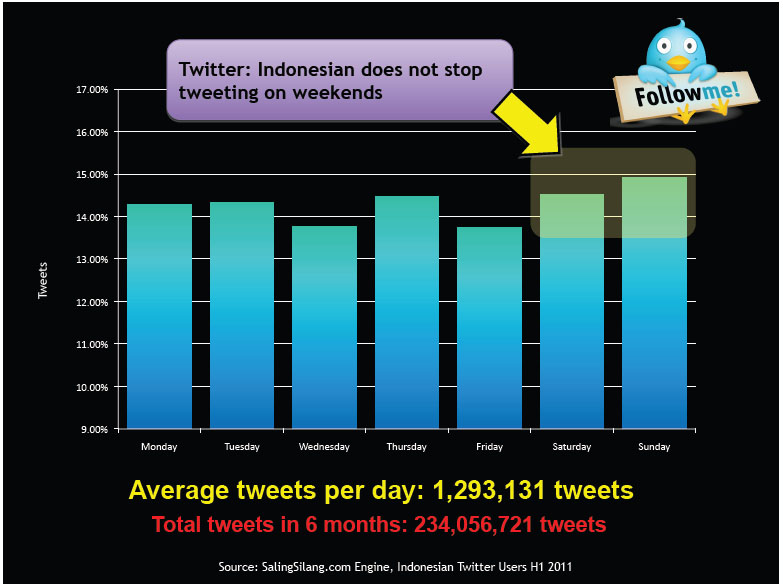 Twitter: Indonesian does not stop
tweeting on weekends
Followme!
17.00%
16.00%
15.00%
14.00%
13.00%
12.00%
11.00%
10.00%
9.00%
Tweets
Monday Tuesday Wednesday Thursday Friday Saturday Sunday
Average tweets per day: 1,293,131 tweets
Total tweets in 6 months: 234,056,721 tweets
Source: SalingSilang.com Engine, Indonesian Twitter Users H1 2011